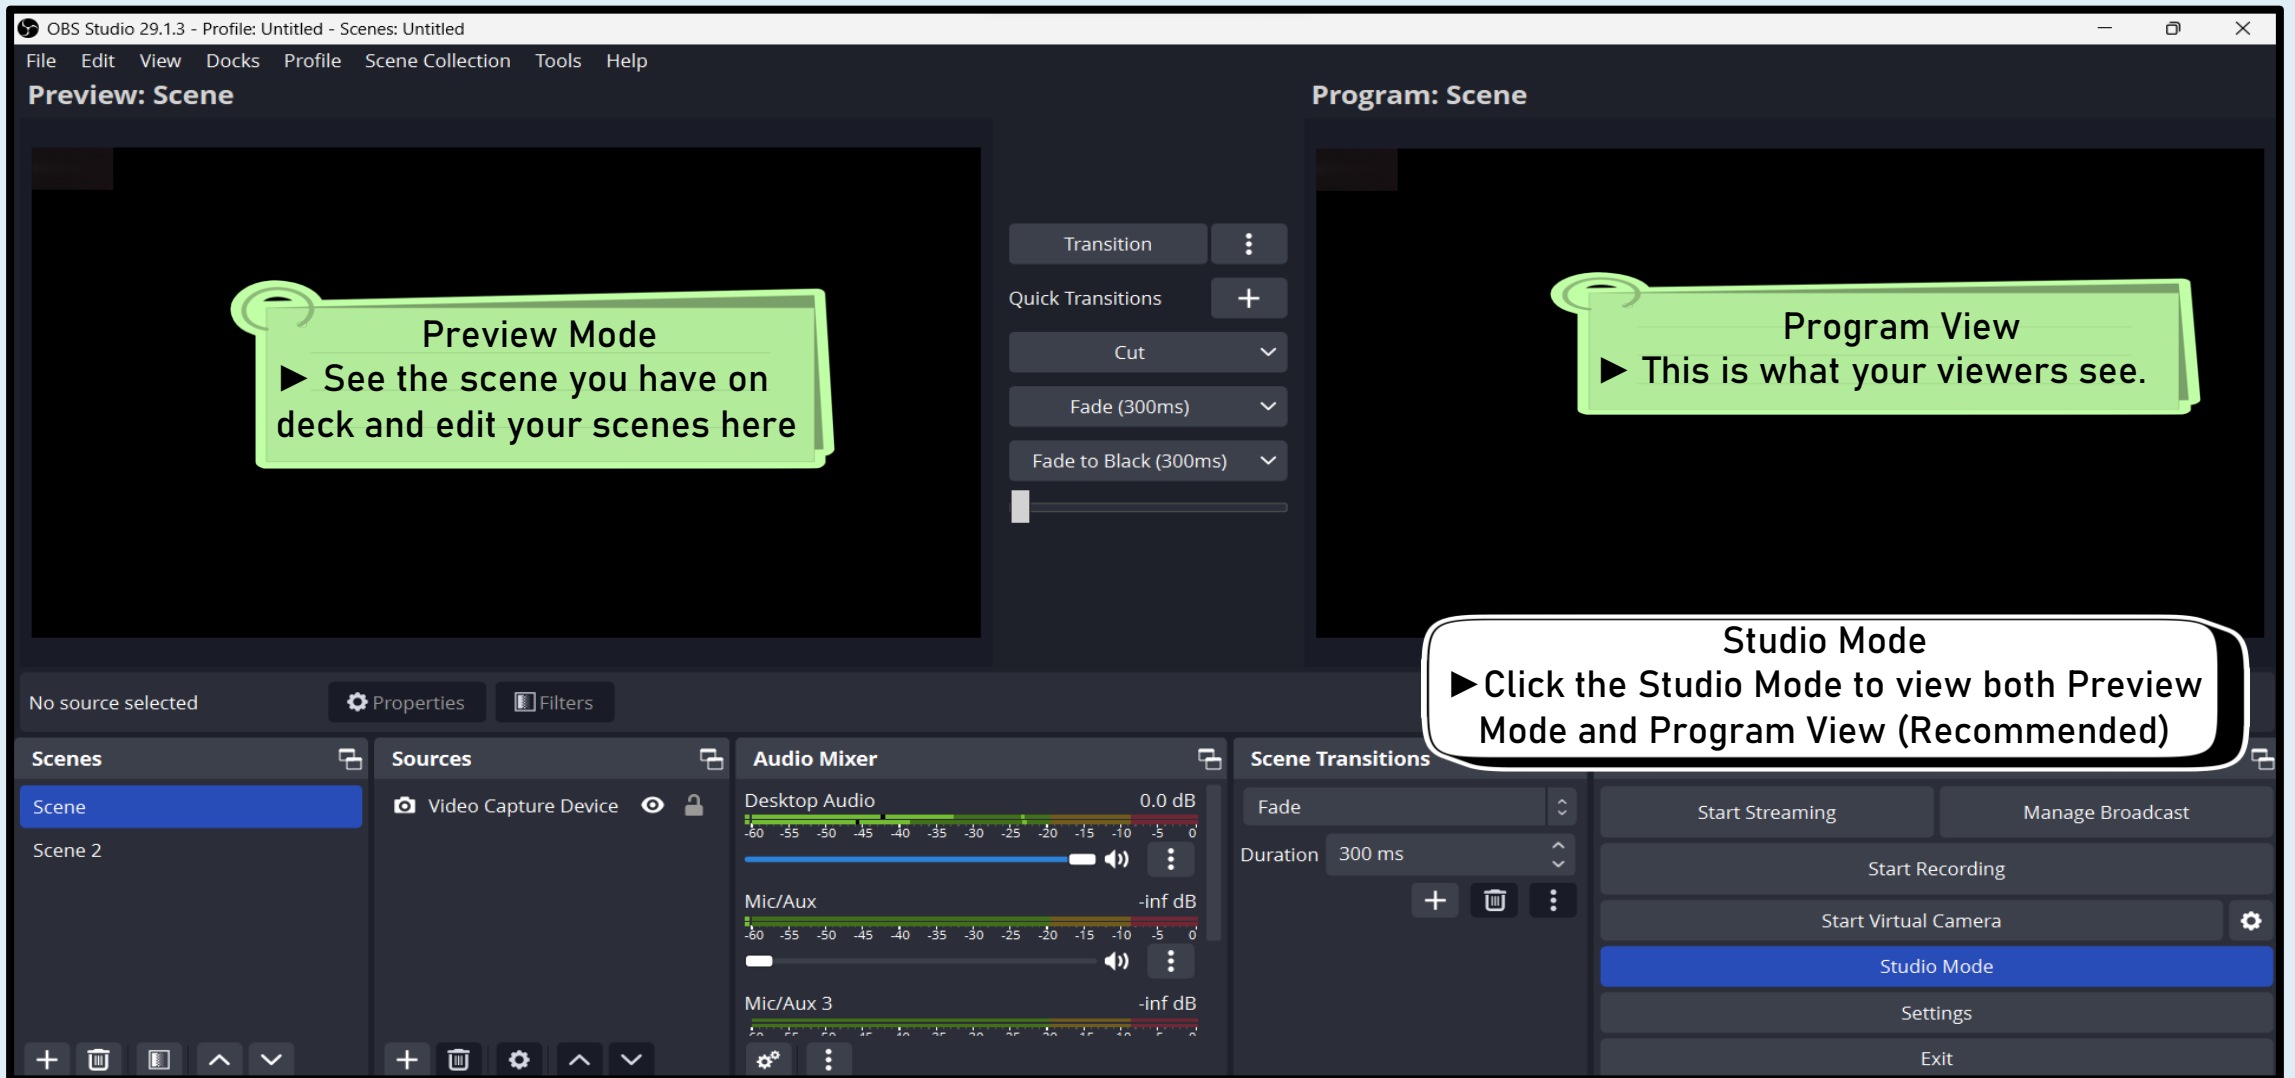 OBS Studio 29.1.3 - Profile: Untitled - Scenes: Untitled
File Edit View Docks Profile Scene Collection Tools Help
Preview: Scene
Program: Scene
Preview Mode
► See the scene you have on
deck and edit your scenes here
Transition
Quick Transitions
Cut
Fade (300ms)
Fade to Black (300ms)
Program View
► This is what your viewers see.
Studio Mode
►Click the Studio Mode to view both Preview
Mode and Program View (Recommended)
No source selected
Properties
Filters
Scenes
Scene
Scene 2
Sources
Video Capture Device
Audio Mixer
Desktop Audio 0.0 dB
-60 -55 -50 -45 -40 -35 -30 -25 -20 -15 -10 -5 0
Mic/Aux -inf dB
-60 -55 -50 -45 -40 -35 -30 -25 -20 -15 -10 -5 0
Mic/Aux 3 -inf dB
Scene Transitions
Fade
Duration 300 ms
Start Streaming
Manage Broadcast
Start Recording
Start Virtual Camera
Studio Mode
Settings
Exit